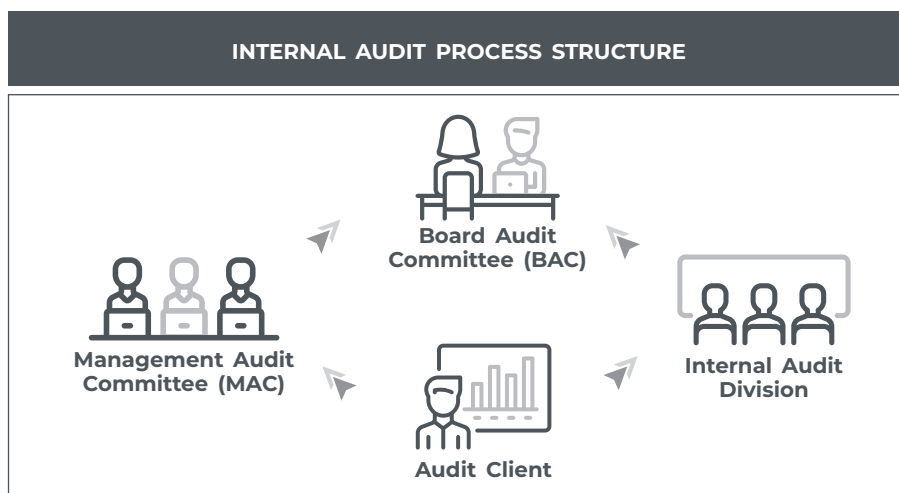 INTERNAL AUDIT PROCESS STRUCTURE
Board Audit
Committee (BAC)
Management Audit
Committee (MAC)
Internal Audit
Division
Audit Client